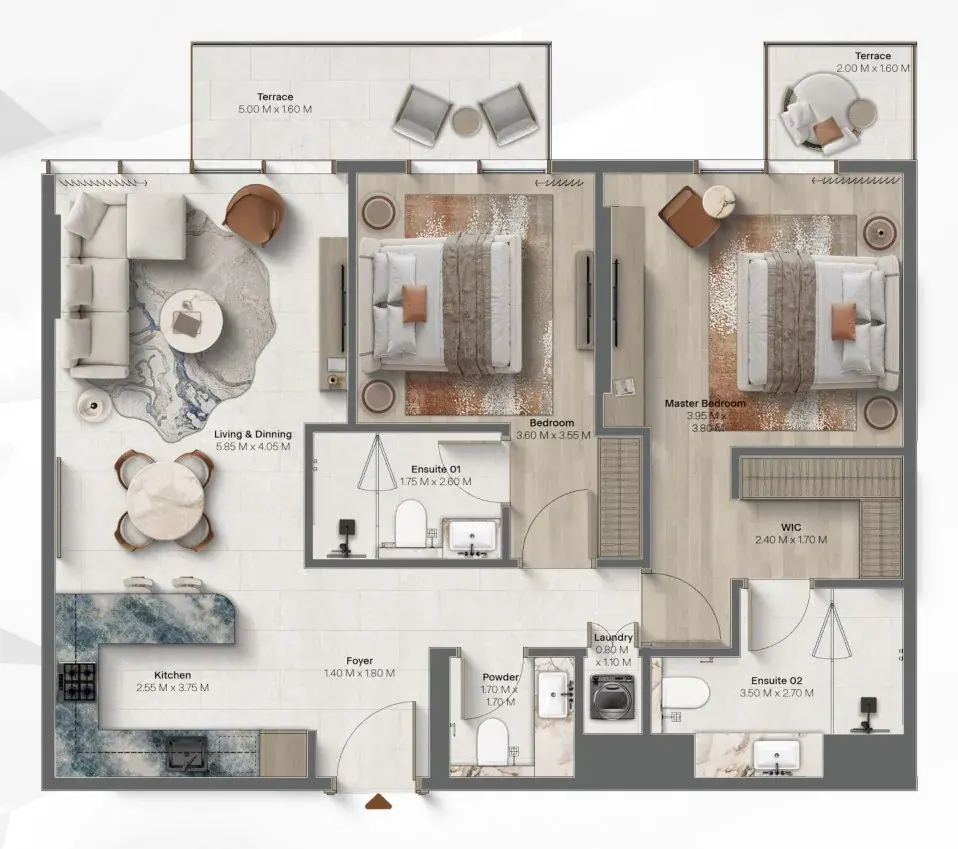 Terrace
2.00 M x 1.60 M
Terrace
5.00 M x 1.60 M
Master Bedroom
3.95 M x
3.80 M
Bedroom
3.60 M x 3.55 M
Living & Dinning
5.85 M x 4.05 M
Ensuite 01
1.75 M x 2.60 M
WIC
2.40 M x 1.70 M
Laundry
0.80 M
x 1.10 M
Foyer
1.40 M x 1.80 M
Kitchen
2.55 M x 3.75 M
Powder
1.70 M x
1.70 M
Ensuite 02
3.50 M x 2.70 M